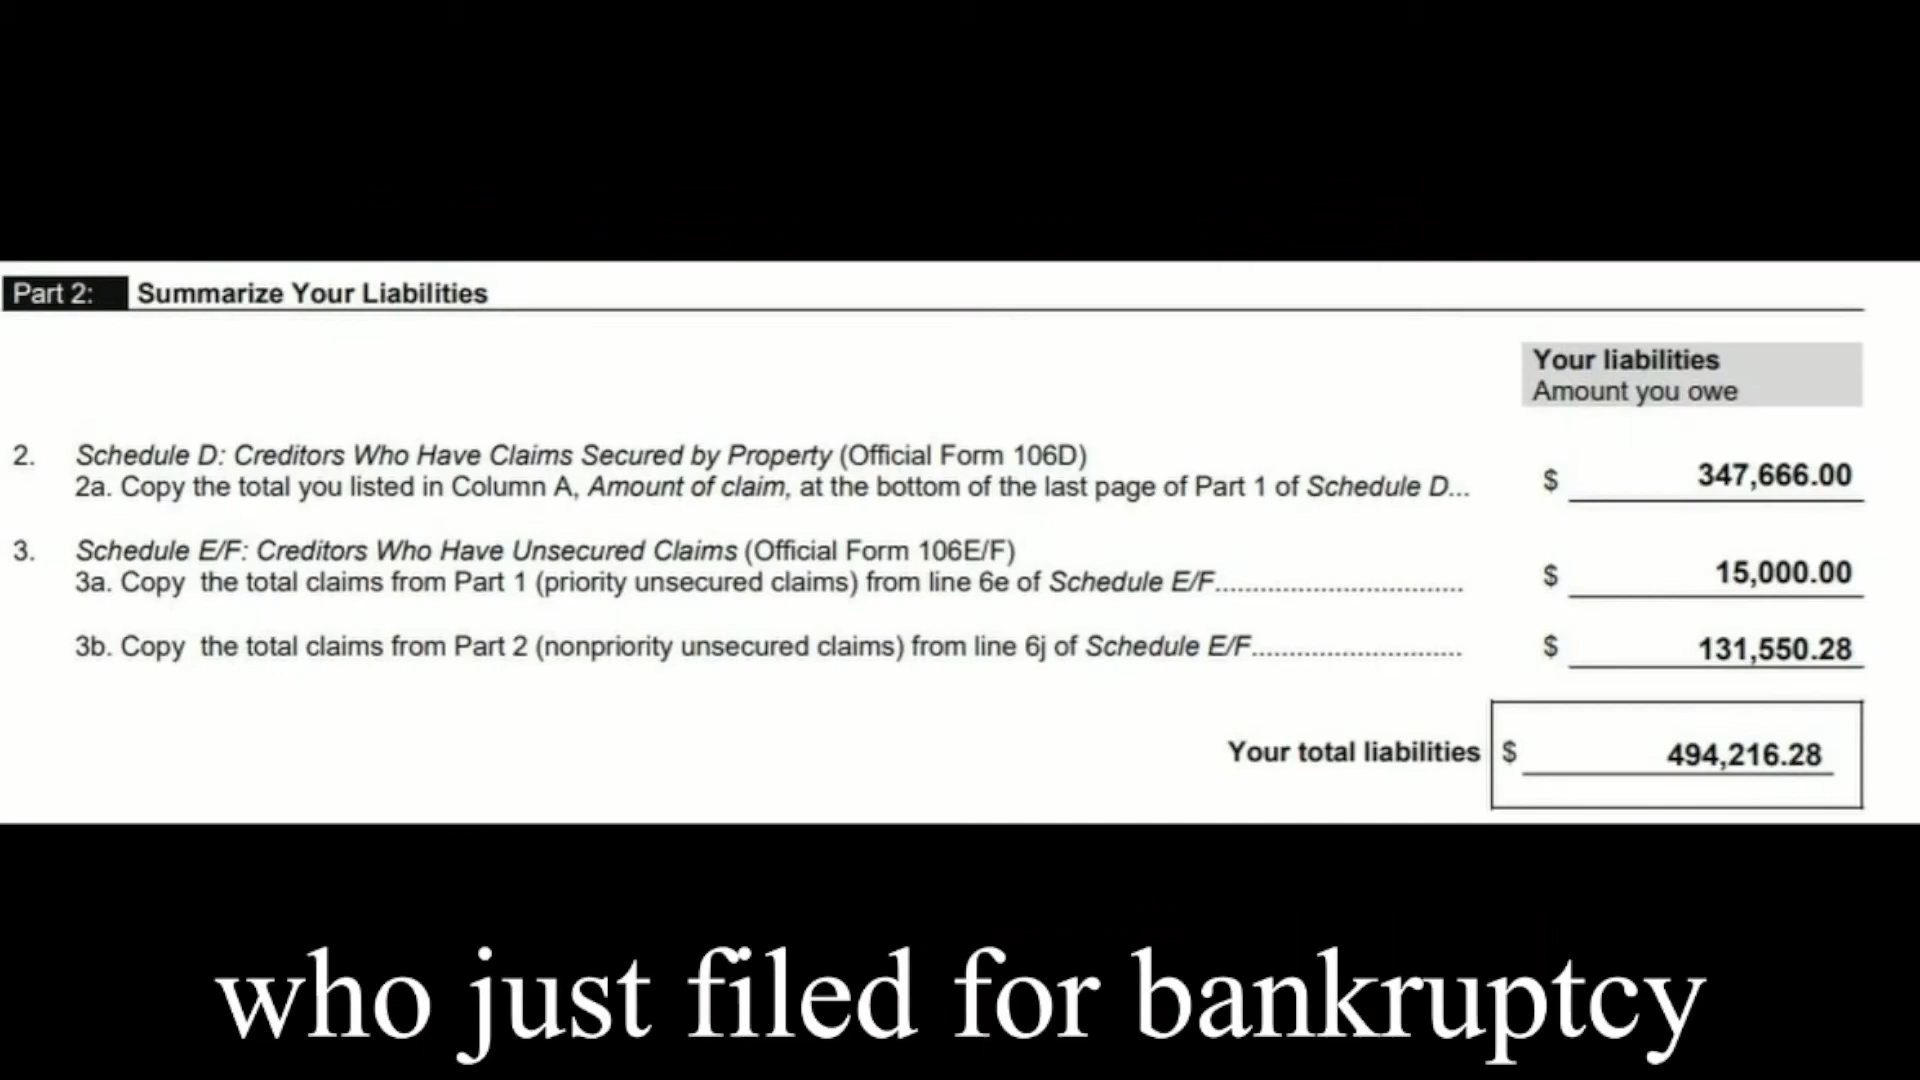 Part 2: Summarize Your Liabilities
Your liabilities
Amount you owe
2. Schedule D: Creditors Who Have Claims Secured by Property (Official Form 106D)
2a. Copy the total you listed in Column A, Amount of claim, at the bottom of the last page of Part 1 of Schedule D... $ 347,666.00
3. Schedule E/F: Creditors Who Have Unsecured Claims (Official Form 106E/F)
3a. Copy the total claims from Part 1 (priority unsecured claims) from line 6e of Schedule E/F................................ $ 15,000.00
3b. Copy the total claims from Part 2 (nonpriority unsecured claims) from line 6j of Schedule E/F........................... $ 131,550.28
Your total liabilities $ 494,216.28
who just filed for bankruptcy